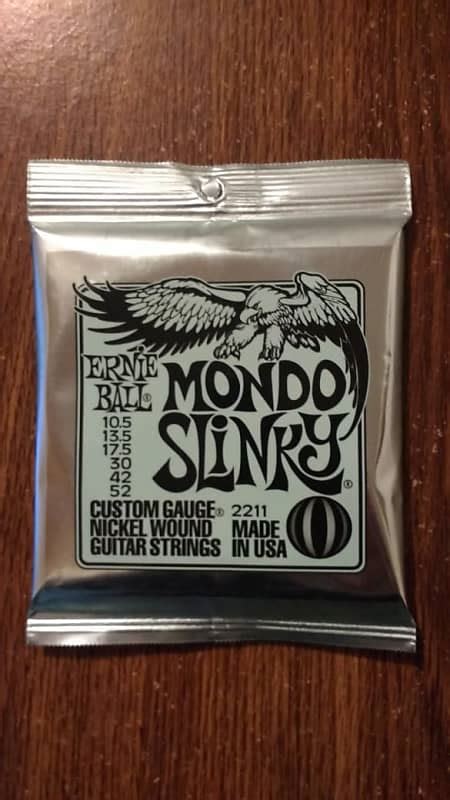 ERNIE
BALL®
MONDO
SLINKY®
10.5
13.5
17.5
30
42
52
CUSTOM GAUGE®
NICKEL WOUND
GUITAR STRINGS
2211
MADE
IN USA